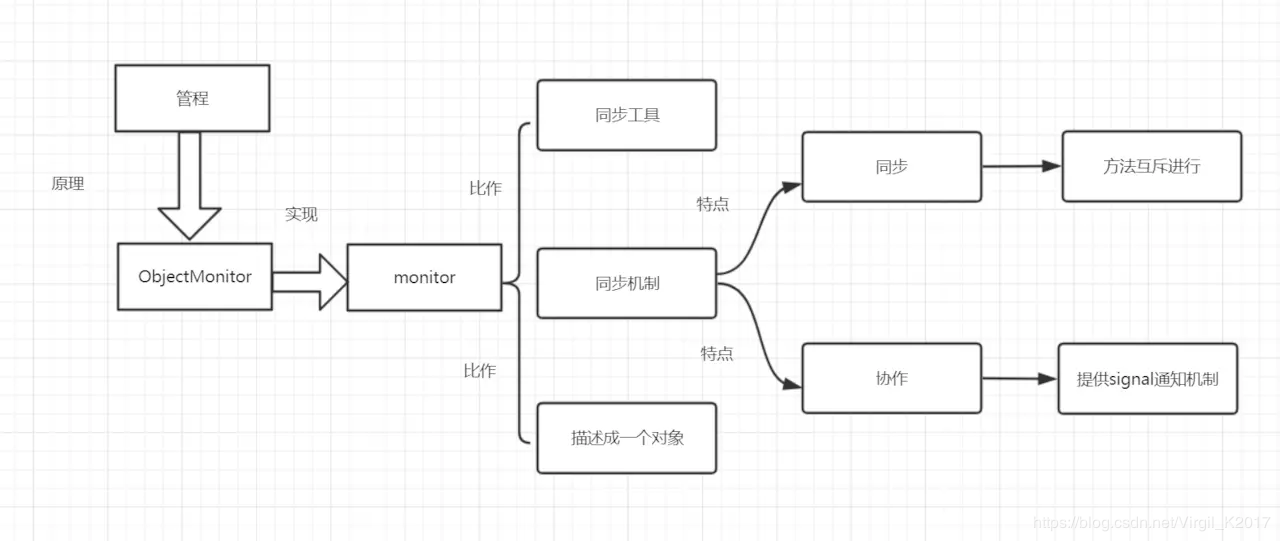 管程
原理
ObjectMonitor
实现
monitor
比作
比作
同步工具
同步机制
描述成一个对象
特点
特点
同步
协作
方法互斥进行
提供signal通知机制
https://blog.csdn.net/Virgil_K2017